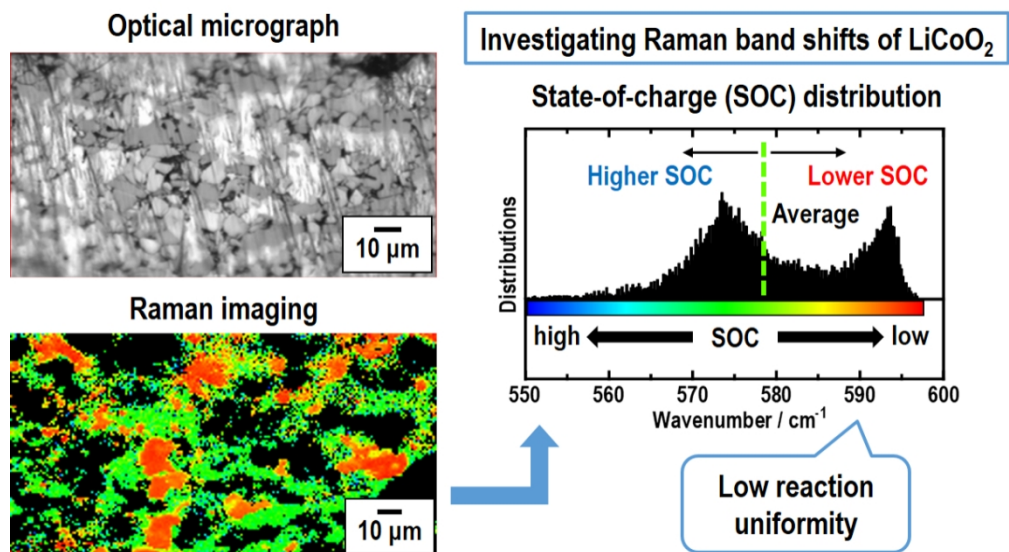 Optical micrograph
10 μm
Raman imaging
10 μm
Investigating Raman band shifts of LiCoO₂
State-of-charge (SOC) distribution
Higher SOC
Lower SOC
Average
Distributions
high
SOC
low
550 560 570 580 590 600
Wavenumber / cm⁻¹
Low reaction
uniformity